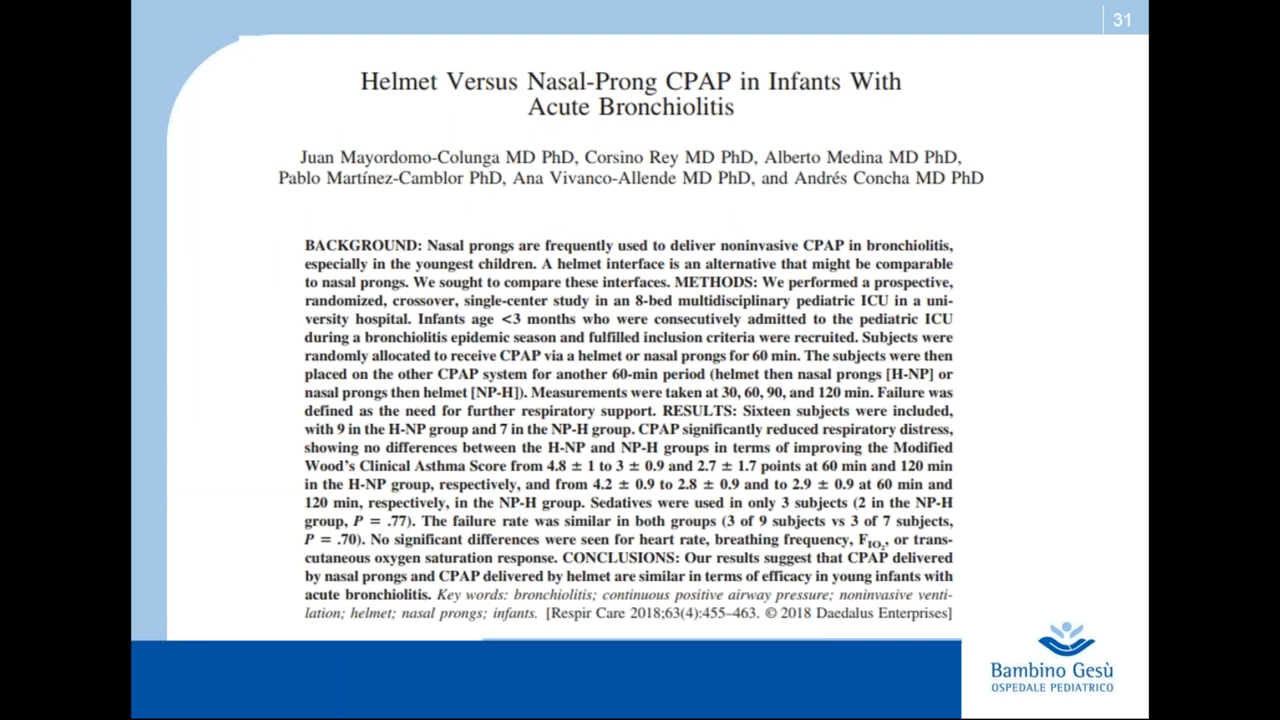 31
Helmet Versus Nasal-Prong CPAP in Infants With
Acute Bronchiolitis
Juan Mayordomo-Colunga MD PhD, Corsino Rey MD PhD, Alberto Medina MD PhD,
Pablo Martínez-Camblor PhD, Ana Vivanco-Allende MD PhD, and Andrés Concha MD PhD
BACKGROUND: Nasal prongs are frequently used to deliver noninvasive CPAP in bronchiolitis,
especially in the youngest children. A helmet interface is an alternative that might be comparable
to nasal prongs. We sought to compare these interfaces. METHODS: We performed a prospective,
randomized, crossover, single-center study in an 8-bed multidisciplinary pediatric ICU in a uni-
versity hospital. Infants age <3 months who were consecutively admitted to the pediatric ICU
during a bronchiolitis epidemic season and fulfilled inclusion criteria were recruited. Subjects were
randomly allocated to receive CPAP via a helmet or nasal prongs for 60 min. The subjects were then
placed on the other CPAP system for another 60-min period (helmet then nasal prongs [H-NP] or
nasal prongs then helmet [NP-H]). Measurements were taken at 30, 60, 90, and 120 min. Failure was
defined as the need for further respiratory support. RESULTS: Sixteen subjects were included,
with 9 in the H-NP group and 7 in the NP-H group. CPAP significantly reduced respiratory distress,
showing no differences between the H-NP and NP-H groups in terms of improving the Modified
Wood's Clinical Asthma Score from 4.8 ± 1 to 3 ± 0.9 and 2.7 ± 1.7 points at 60 min and 120 min
in the H-NP group, respectively, and from 4.2 ± 0.9 to 2.8 ± 0.9 and to 2.9 ± 0.9 at 60 min and
120 min, respectively, in the NP-H group. Sedatives were used in only 3 subjects (2 in the NP-H
group, P = .77). The failure rate was similar in both groups (3 of 9 subjects vs 3 of 7 subjects,
P = .70). No significant differences were seen for heart rate, breathing frequency, FIO2, or trans-
cutaneous oxygen saturation response. CONCLUSIONS: Our results suggest that CPAP delivered
by nasal prongs and CPAP delivered by helmet are similar in terms of efficacy in young infants with
acute bronchiolitis. Key words: bronchiolitis; continuous positive airway pressure; noninvasive venti-
lation; helmet; nasal prongs; infants. [Respir Care 2018;63(4):455–463. © 2018 Daedalus Enterprises]
Bambino Gesù
OSPEDALE PEDIATRICO